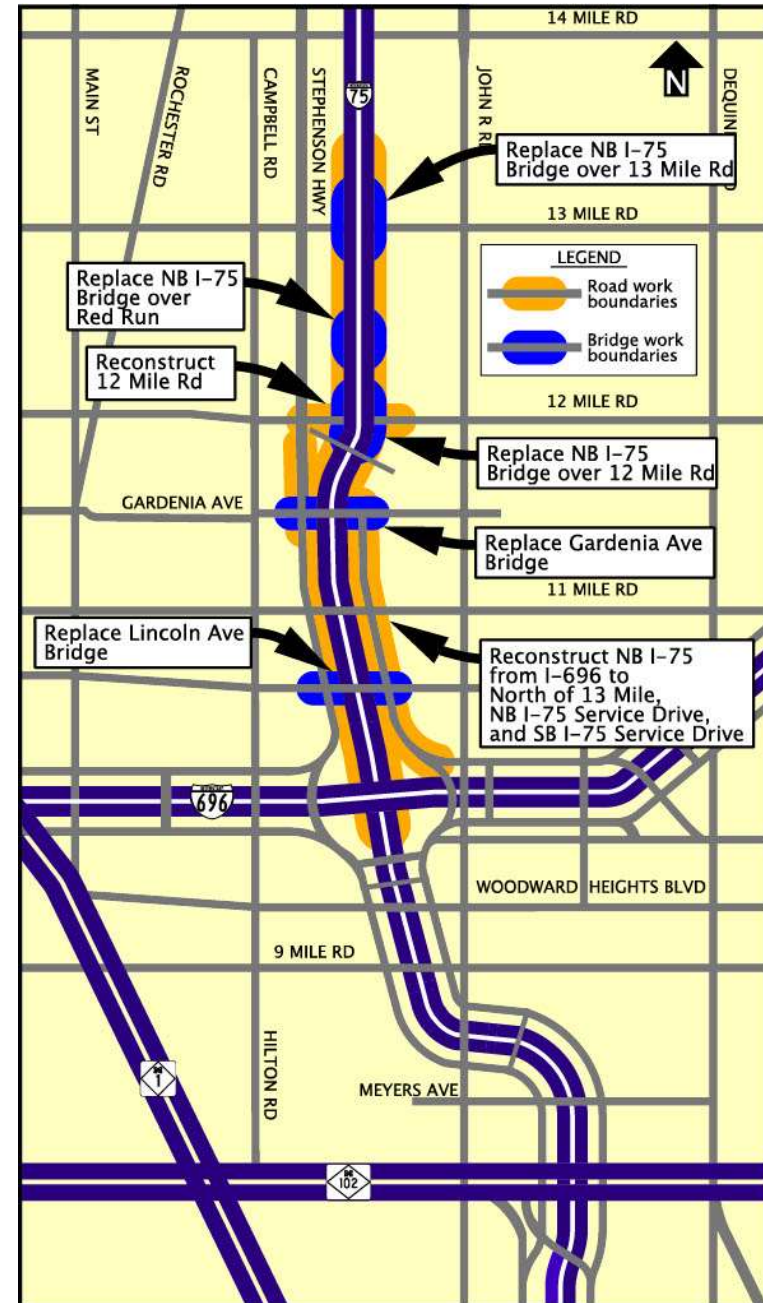 14 MILE RD
MAIN ST
ROCHESTER RD
CAMPBELL RD
STEPHENSON HWY
75
JOHN R RD
N
Replace NB I-75
Bridge over 13 Mile Rd
13 MILE RD
LEGEND
Road work
boundaries
Bridge work
boundaries
Replace NB I-75
Bridge over
Red Run
Reconstruct
12 Mile Rd
12 MILE RD
Replace NB I-75
Bridge over 12 Mile Rd
GARDENIA AVE
Replace Gardenia Ave
Bridge
11 MILE RD
Replace Lincoln Ave
Bridge
Reconstruct NB I-75
from I-696 to
North of 13 Mile,
NB I-75 Service Drive,
and SB I-75 Service Drive
696
WOODWARD HEIGHTS BLVD
9 MILE RD
HILTON RD
M
1
MEYERS AVE
M
102